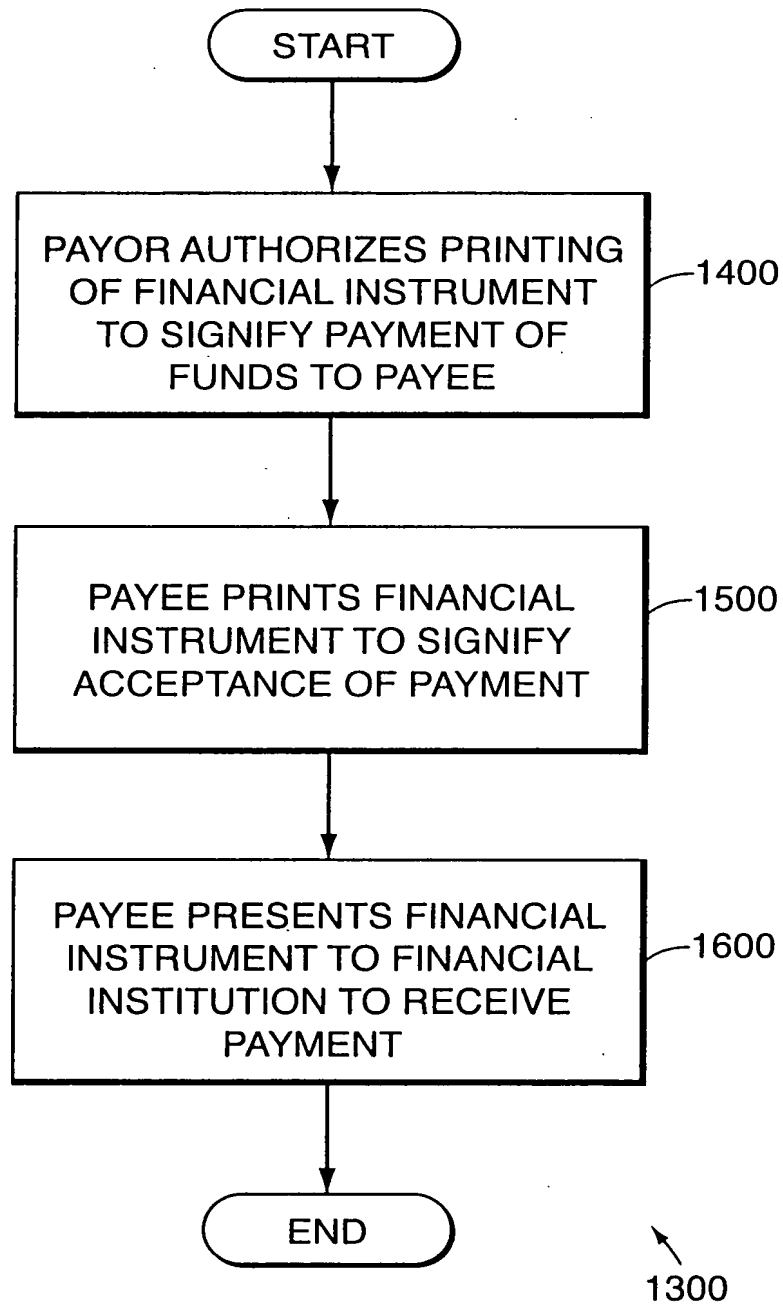 START
PAYOR AUTHORIZES PRINTING
OF FINANCIAL INSTRUMENT
TO SIGNIFY PAYMENT OF
FUNDS TO PAYEE
1400
PAYEE PRINTS FINANCIAL
INSTRUMENT TO SIGNIFY
ACCEPTANCE OF PAYMENT
1500
PAYEE PRESENTS FINANCIAL
INSTRUMENT TO FINANCIAL
INSTITUTION TO RECEIVE
PAYMENT
1600
END
1300